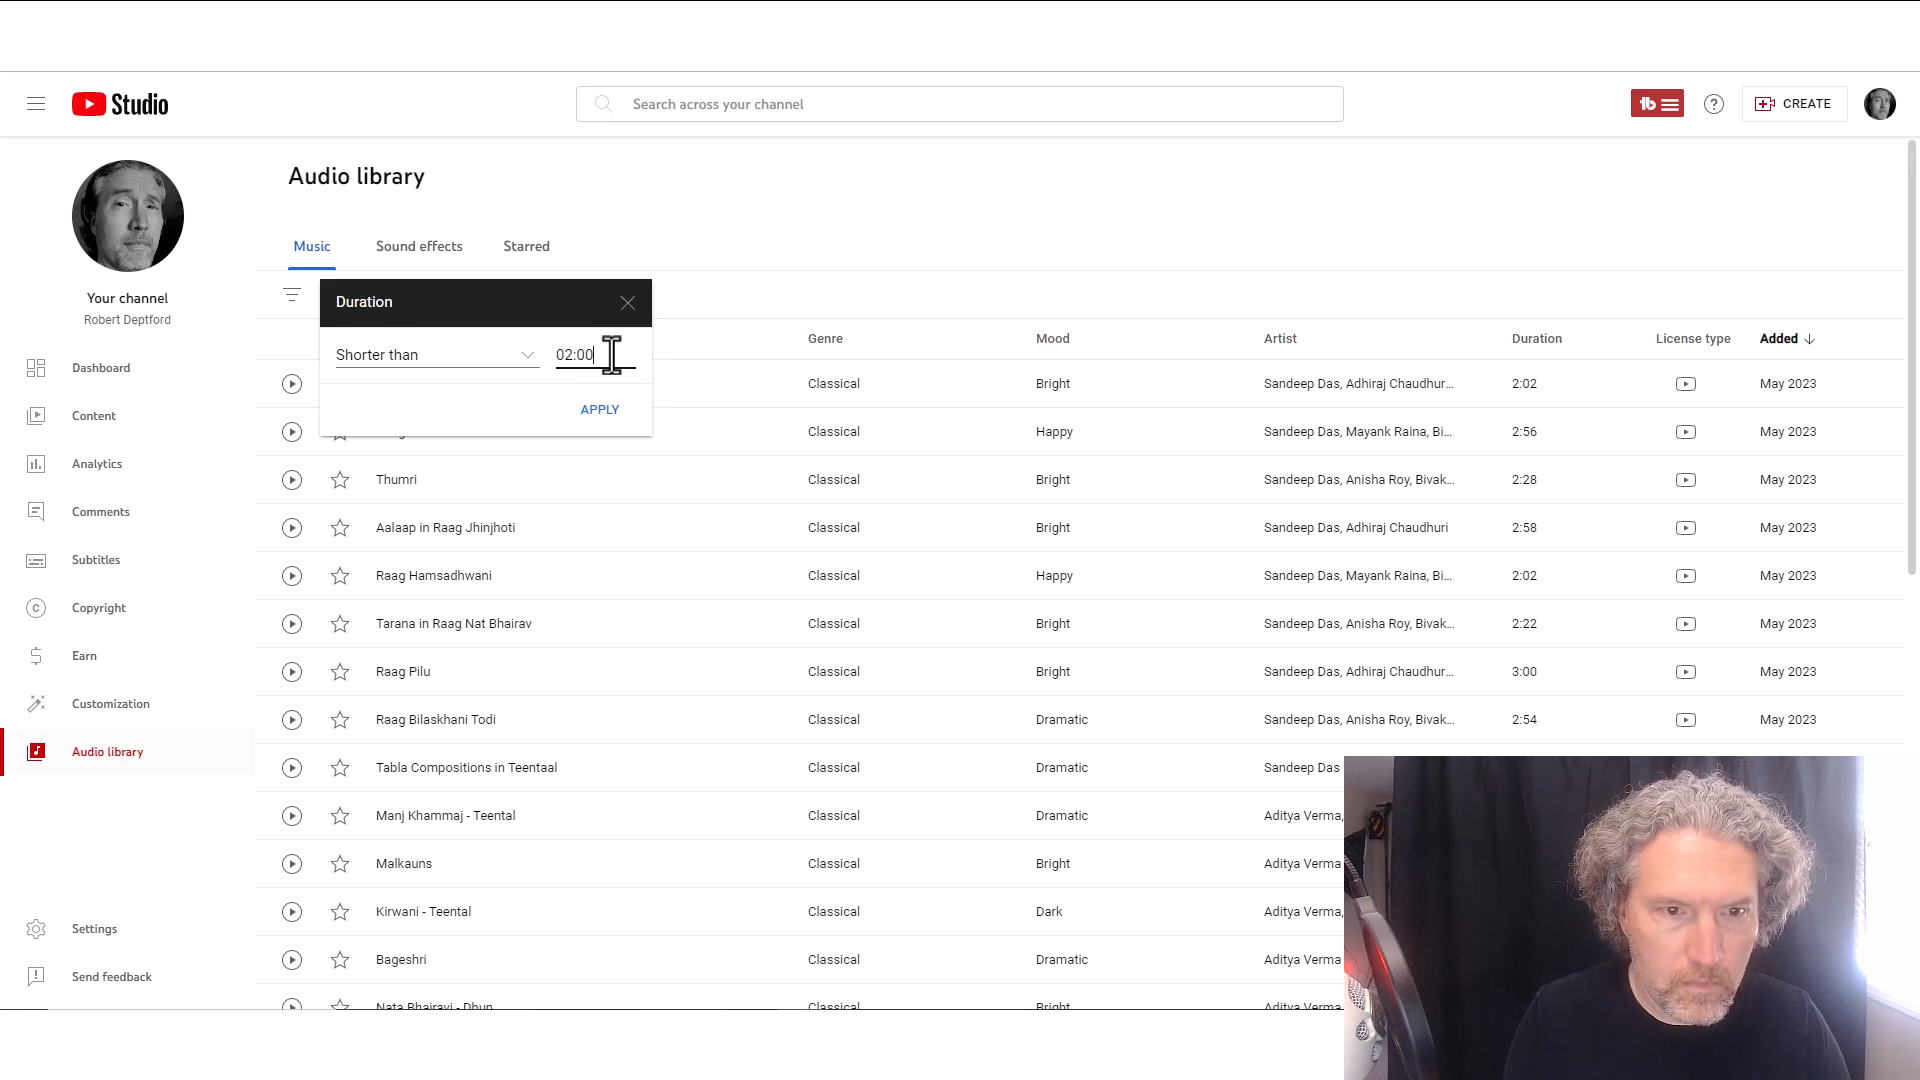 Studio
Search across your channel
CREATE
Your channel
Robert Deptford
Dashboard
Content
Analytics
Comments
Subtitles
Copyright
Earn
Customization
Audio library
Settings
Send feedback
Audio library
Music Sound effects Starred
Duration
Shorter than 02:00
APPLY
Genre Mood Artist Duration License type Added
Classical Bright Sandeep Das, Adhiraj Chaudhur... 2:02 May 2023
Classical Happy Sandeep Das, Mayank Raina, Bi... 2:56 May 2023
Thumri Classical Bright Sandeep Das, Anisha Roy, Bivak... 2:28 May 2023
Aalaap in Raag Jhinjhoti Classical Bright Sandeep Das, Adhiraj Chaudhuri 2:58 May 2023
Raag Hamsadhwani Classical Happy Sandeep Das, Mayank Raina, Bi... 2:02 May 2023
Tarana in Raag Nat Bhairav Classical Bright Sandeep Das, Anisha Roy, Bivak... 2:22 May 2023
Raag Pilu Classical Bright Sandeep Das, Adhiraj Chaudhur... 3:00 May 2023
Raag Bilaskhani Todi Classical Dramatic Sandeep Das, Anisha Roy, Bivak... 2:54 May 2023
Tabla Compositions in Teentaal Classical Dramatic Sandeep Das
Manj Khammaj - Teental Classical Dramatic Aditya Verma,
Malkauns Classical Bright Aditya Verma
Kirwani - Teental Classical Dark Aditya Verma,
Bageshri Classical Dramatic Aditya Verma
Nata Bhairavi - Dhun Classical Bright Aditya Verma